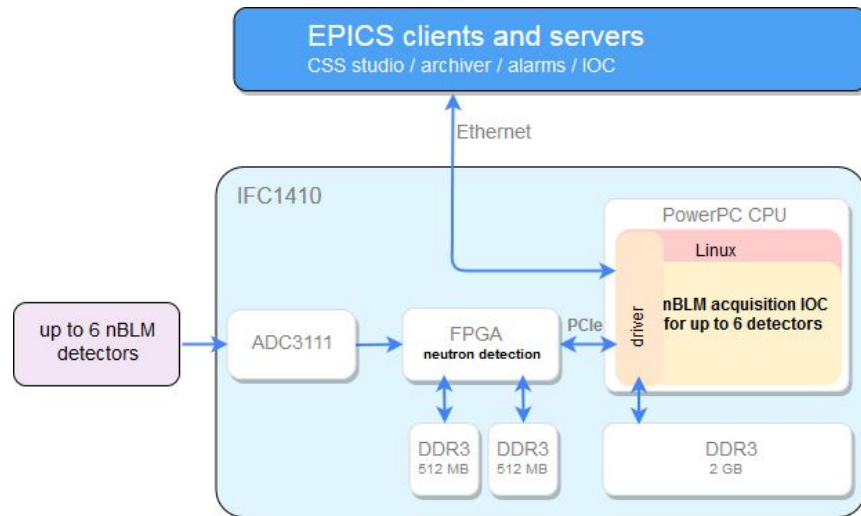 EPICS clients and servers
CSS studio / archiver / alarms / IOC
Ethernet
IFC1410
PowerPC CPU
Linux
driver
nBLM acquisition IOC
for up to 6 detectors
up to 6 nBLM
detectors
ADC3111
FPGA
neutron detection
PCIe
DDR3
512 MB
DDR3
512 MB
DDR3
2 GB